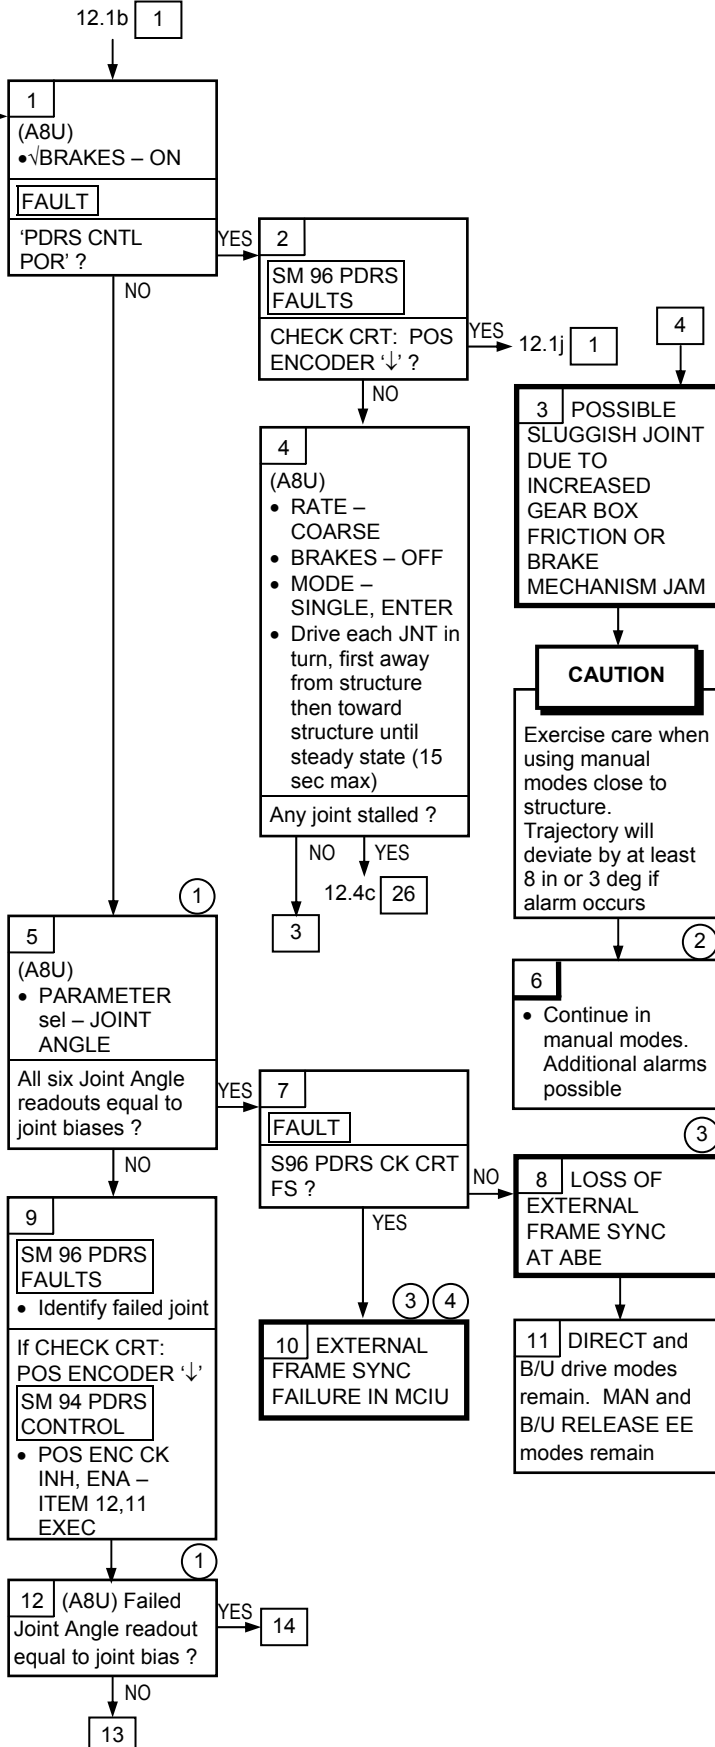 12.1b 1
1
(A8U)
•√BRAKES – ON
FAULT
'PDRS CNTL
POR' ?
YES
NO
2
SM 96 PDRS
FAULTS
CHECK CRT: POS
ENCODER '↓' ?
YES
12.1j 1
NO
4
(A8U)
• RATE –
COARSE
• BRAKES – OFF
• MODE –
SINGLE, ENTER
• Drive each JNT in
turn, first away
from structure
then toward
structure until
steady state (15
sec max)
Any joint stalled ?
NO
YES
12.4c 26
3
4
3 POSSIBLE
SLUGGISH JOINT
DUE TO
INCREASED
GEAR BOX
FRICTION OR
BRAKE
MECHANISM JAM
CAUTION
Exercise care when
using manual
modes close to
structure.
Trajectory will
deviate by at least
8 in or 3 deg if
alarm occurs
2
6
• Continue in
manual modes.
Additional alarms
possible
1
5
(A8U)
• PARAMETER
sel – JOINT
ANGLE
All six Joint Angle
readouts equal to
joint biases ?
YES
NO
7
FAULT
S96 PDRS CK CRT
FS ?
NO
YES
3
8 LOSS OF
EXTERNAL
FRAME SYNC
AT ABE
3 4
10 EXTERNAL
FRAME SYNC
FAILURE IN MCIU
11 DIRECT and
B/U drive modes
remain. MAN and
B/U RELEASE EE
modes remain
9
SM 96 PDRS
FAULTS
• Identify failed joint
If CHECK CRT:
POS ENCODER '↓'
SM 94 PDRS
CONTROL
• POS ENC CK
INH, ENA –
ITEM 12,11
EXEC
1
12 (A8U) Failed
Joint Angle readout
equal to joint bias ?
YES
14
NO
13